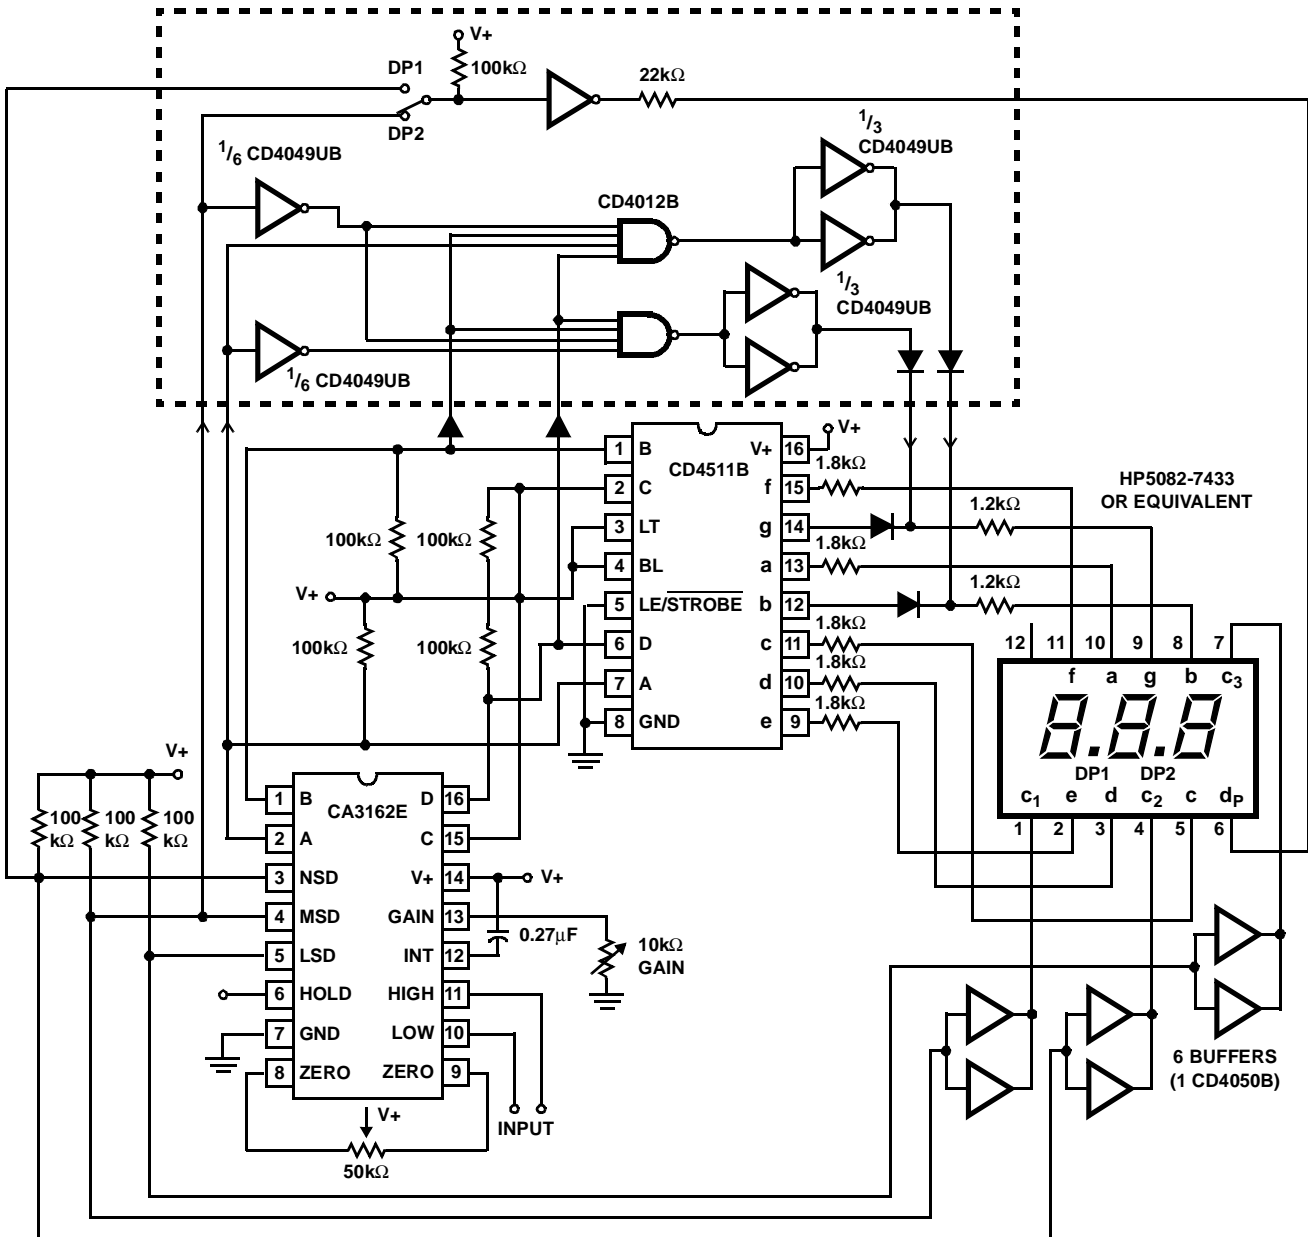 V+
DP1
100kΩ
22kΩ
DP2
1/6 CD4049UB
1/3
CD4049UB
CD4012B
1/3
CD4049UB
1/6 CD4049UB
V+
1 B V+ 16
CD4511B
1.8kΩ
2 C f 15
HP5082-7433
OR EQUIVALENT
1.2kΩ
3 LT g 14
100kΩ
100kΩ
1.8kΩ
4 BL a 13
1.2kΩ
V+
5 LE/STROBE b 12
1.8kΩ
100kΩ
100kΩ
6 D c 11
12 11 10 9 8 7
1.8kΩ
7 A d 10
f a g b c3
1.8kΩ
8 GND e 9
8.8.8
V+
DP1 DP2
c1 e d c2 c dP
1 2 3 4 5 6
100
kΩ
100
kΩ
100
kΩ
1 B D 16
CA3162E
2 A C 15
3 NSD V+ 14
V+
4 MSD GAIN 13
0.27μF
10kΩ
GAIN
5 LSD INT 12
6 HOLD HIGH 11
7 GND LOW 10
8 ZERO ZERO 9
6 BUFFERS
(1 CD4050B)
V+
INPUT
50kΩ